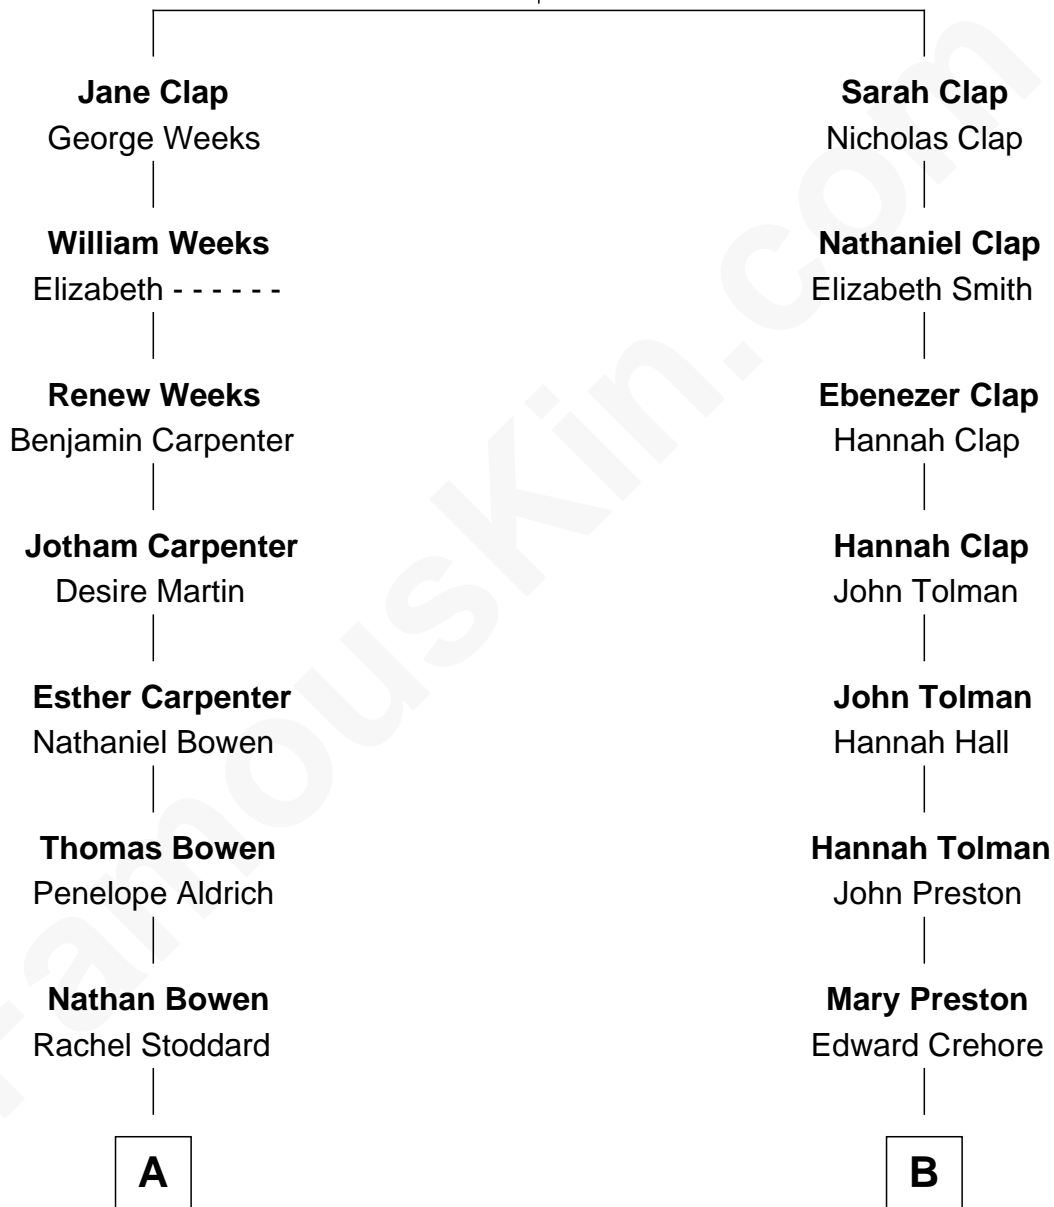 Jane Clap
George Weeks
Sarah Clap
Nicholas Clap
William Weeks
Elizabeth - - - - - -
Nathaniel Clap
Elizabeth Smith
Renew Weeks
Benjamin Carpenter
Ebenezer Clap
Hannah Clap
Jotham Carpenter
Desire Martin
Hannah Clap
John Tolman
Esther Carpenter
Nathaniel Bowen
John Tolman
Hannah Hall
Thomas Bowen
Penelope Aldrich
Hannah Tolman
John Preston
Nathan Bowen
Rachel Stoddard
Mary Preston
Edward Crehore
A
B
FamousKin.com